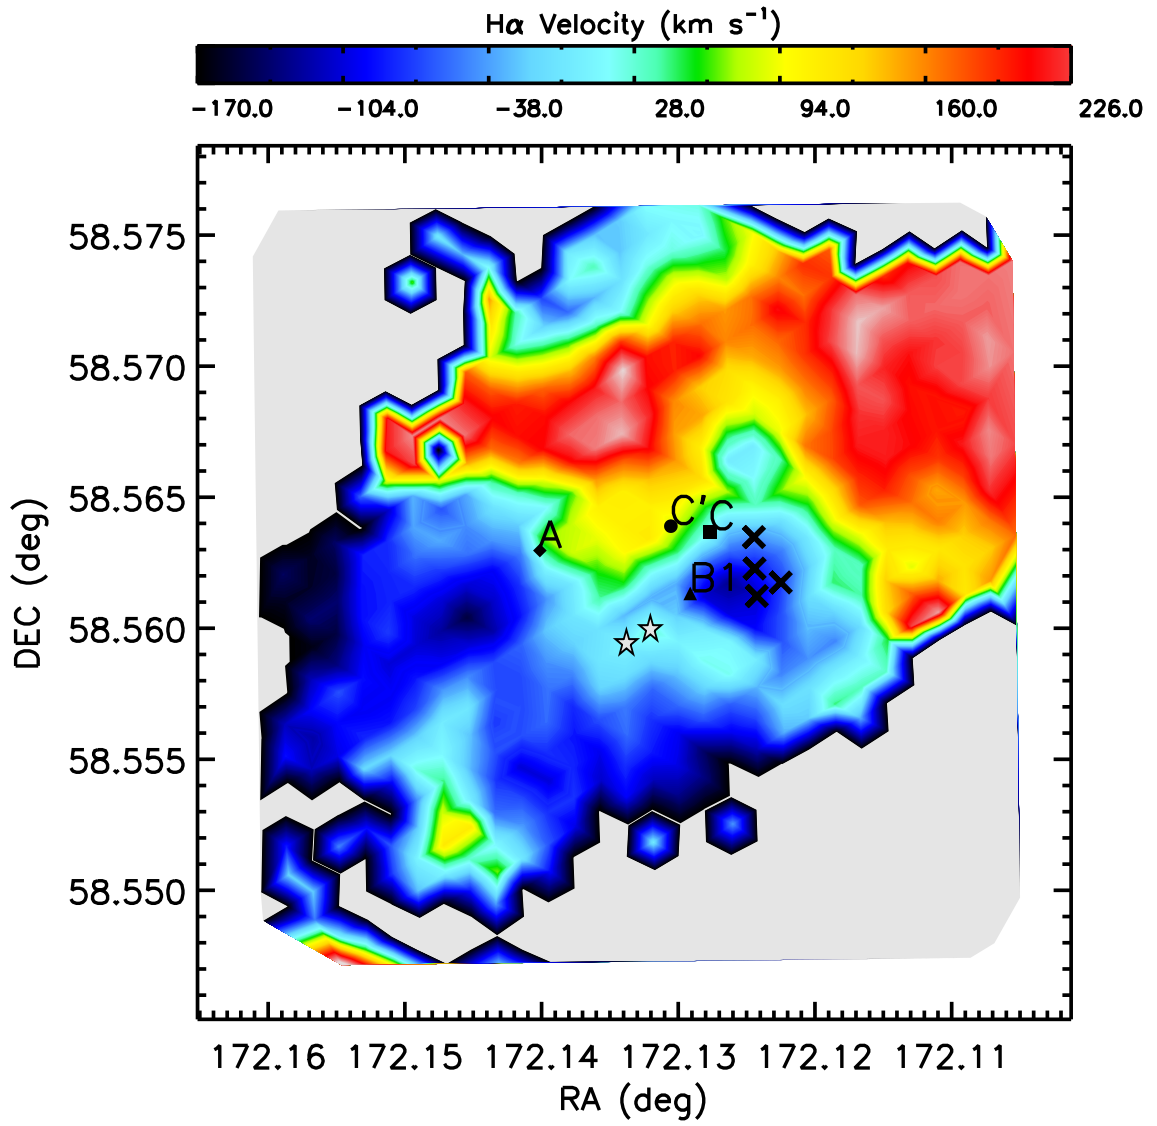 Hα Velocity (km s⁻¹)
−170.0 −104.0 −38.0 28.0 94.0 160.0 226.0
58.575
58.570
58.565
58.560
58.555
58.550
DEC (deg)
C' C
A
B1
172.16 172.15 172.14 172.13 172.12 172.11
RA (deg)